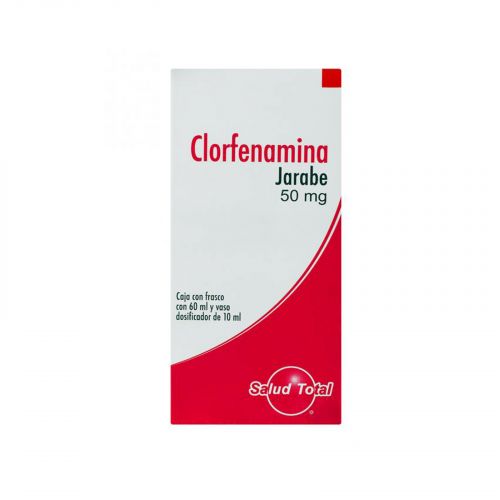 Clorfenamina
Jarabe
50 mg
Caja con frasco
con 60 ml y vaso
dosificador de 10 ml
Salud Total
®